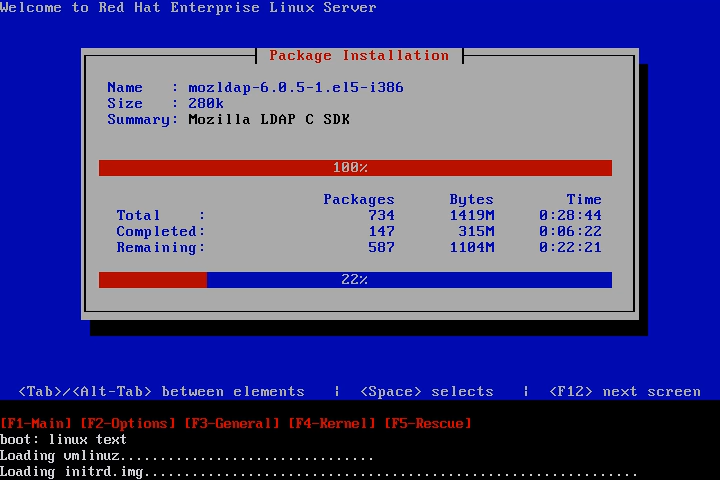 Welcome to Red Hat Enterprise Linux Server
Package Installation
Name   : mozldap-6.0.5-1.el5-i386
Size   : 280k
Summary: Mozilla LDAP C SDK
100%
Packages Bytes Time
Total    : 734 1419M 0:28:44
Completed: 147 315M 0:06:22
Remaining: 587 1104M 0:22:21
22%
<Tab>/<Alt-Tab> between elements   |  <Space> selects   |  <F12> next screen
[F1-Main] [F2-Options] [F3-General] [F4-Kernel] [F5-Rescue]
boot: linux text
Loading vmlinuz............................
Loading initrd.img.......................................................